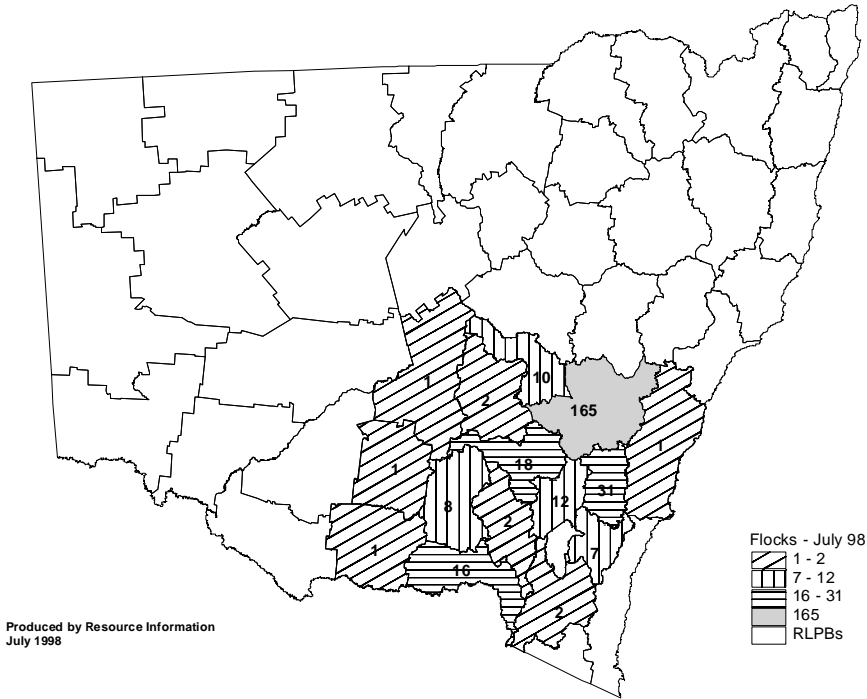 10
1
2
165
1
18
1
31
8
12
2
7
1
16
2
Flocks - July 98
1 - 2
7 - 12
16 - 31
165
RLPBs
Produced by Resource Information
July 1998